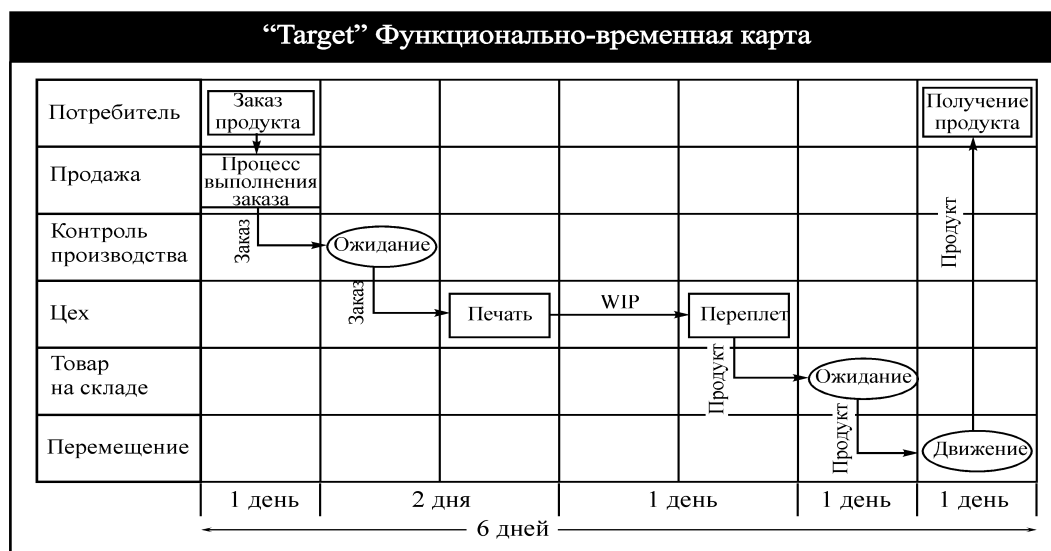 “Target” Функционально-временная карта
Потребитель
Заказ
продукта
Получение
продукта
Продажа
Процесс
выполнения
заказа
Заказ
Продукт
Контроль
производства
Ожидание
Заказ
Цех
Печать
WIP
Переплет
Продукт
Товар
на складе
Ожидание
Продукт
Перемещение
Движение
1 день
2 дня
1 день
1 день
1 день
6 дней